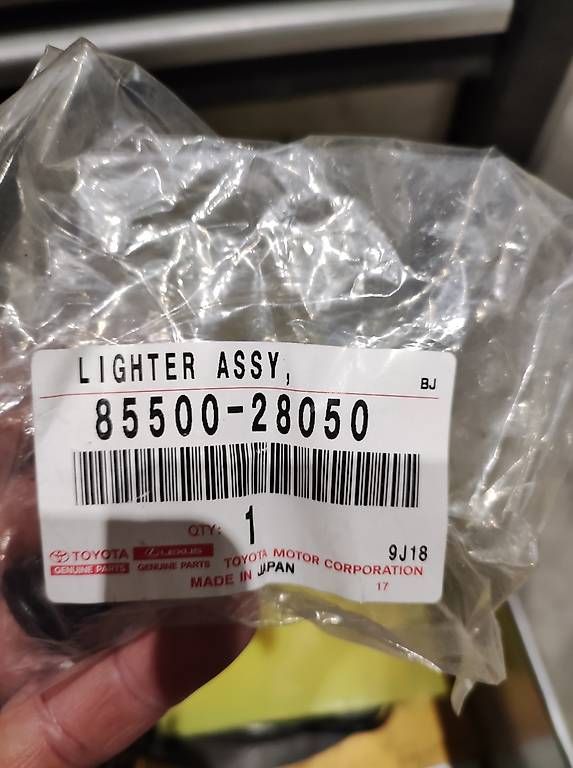 LIGHTER ASSY,
BJ
85500-28050
QTY: 1
TOYOTA LEXUS TOYOTA MOTOR CORPORATION 9J18
GENUINE PARTS GENUINE PARTS
MADE IN JAPAN 17